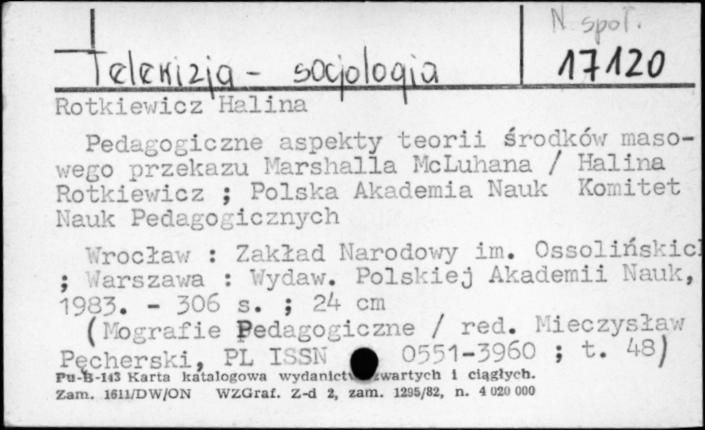 N. społ.
Telewizja - socjologia 17120
Rotkiewicz Halina
Pedagogiczne aspekty teorii środków maso-
wego przekazu Marshalla McLuhana / Halina
Rotkiewicz ; Polska Akademia Nauk Komitet
Nauk Pedagogicznych
Wrocław : Zakład Narodowy im. Ossolińskich
; Warszawa : Wydaw. Polskiej Akademii Nauk,
1983. - 306 s. ; 24 cm
(Mografie Pedagogiczne / red. Mieczysław
Pęcherski, PL ISSN 0551-3960 ; t. 48)
Pu-B-143 Karta katalogowa wydawnictw zwartych i ciągłych.
Zam. 1611/DW/ON WZGraf. Z-d 2, zam. 1295/82, n. 4 020 000